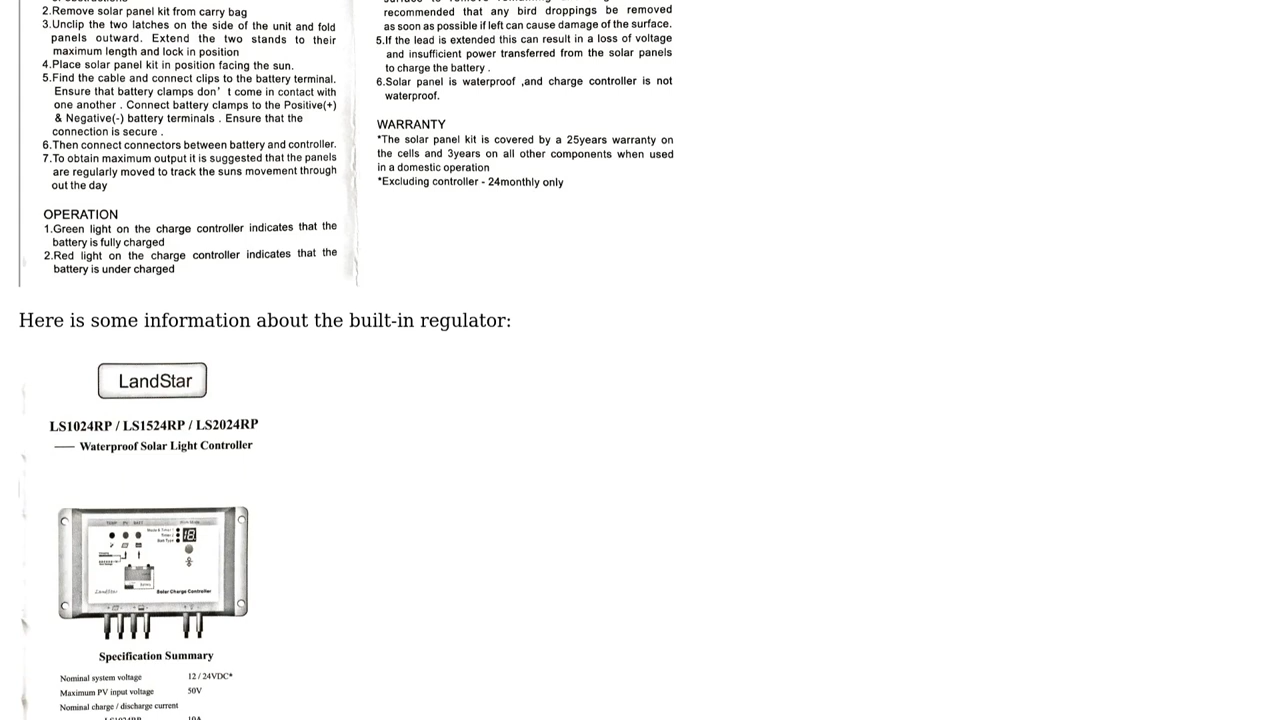 2.Remove solar panel kit from carry bag
3.Unclip the two latches on the side of the unit and fold
panels outward. Extend the two stands to their
maximum length and lock in position
4.Place solar panel kit in position facing the sun.
5.Find the cable and connect clips to the battery terminal.
Ensure that battery clamps don' t come in contact with
one another . Connect battery clamps to the Positive(+)
& Negative(-) battery terminals . Ensure that the
connection is secure .
6.Then connect connectors between battery and controller.
7.To obtain maximum output it is suggested that the panels
are regularly moved to track the suns movement through
out the day
OPERATION
1.Green light on the charge controller indicates that the
battery is fully charged
2.Red light on the charge controller indicates that the
battery is under charged
recommended that any bird droppings be removed
as soon as possible if left can cause damage of the surface.
5.If the lead is extended this can result in a loss of voltage
and insufficient power transferred from the solar panels
to charge the battery .
6.Solar panel is waterproof ,and charge controller is not
waterproof.
WARRANTY
*The solar panel kit is covered by a 25years warranty on
the cells and 3years on all other components when used
in a domestic operation
*Excluding controller - 24monthly only
Here is some information about the built-in regulator:
LandStar
LS1024RP / LS1524RP / LS2024RP
— Waterproof Solar Light Controller
18
LandStar
Solar Charge Controller
Specification Summary
Nominal system voltage 12 / 24VDC*
Maximum PV input voltage 50V
Nominal charge / discharge current